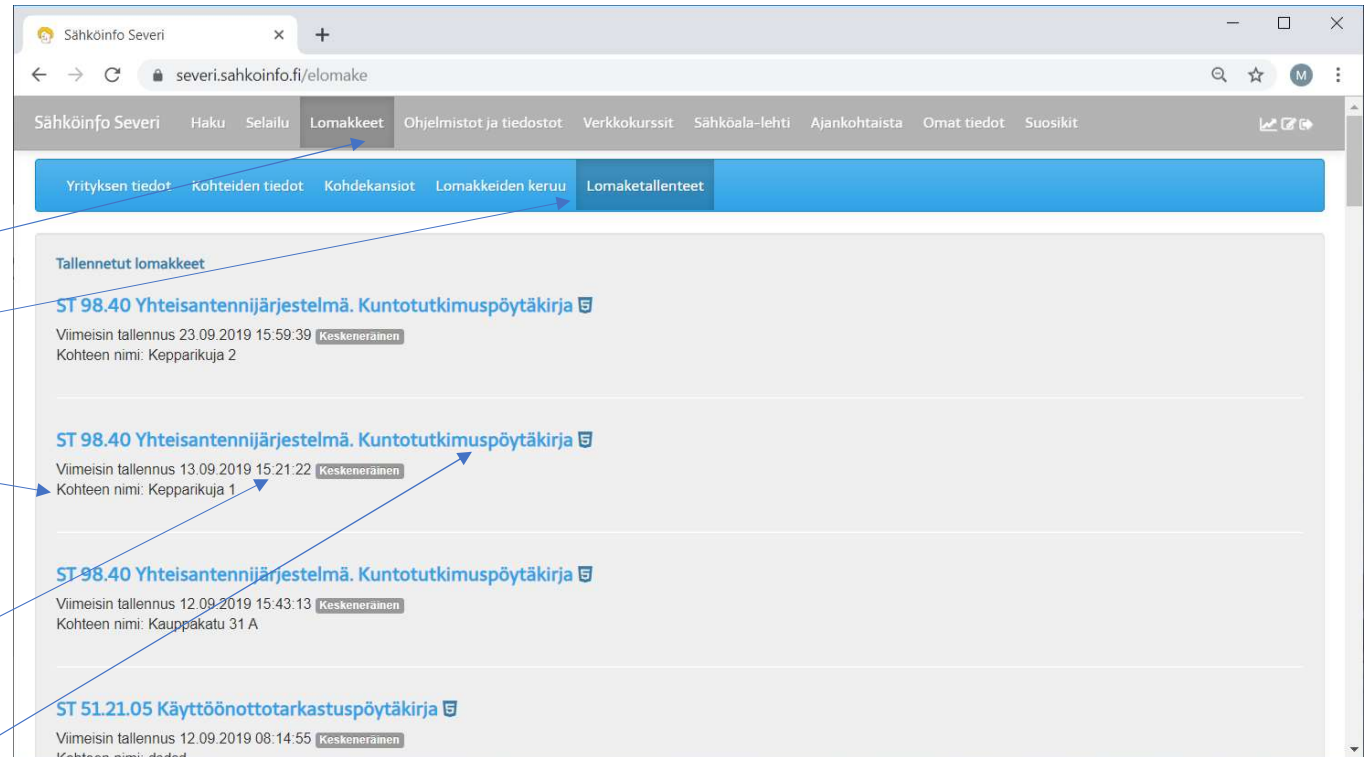 Sähköinfo Severi
severi.sahkoinfo.fi/elomake
M
Sähköinfo Severi Haku Selailu Lomakkeet Ohjelmistot ja tiedostot Verkkokurssit Sähköala-lehti Ajankohtaista Omat tiedot Suosikit
Yrityksen tiedot Kohteiden tiedot Kohdekansiot Lomakkeiden keruu Lomaketallenteet
Tallennetut lomakkeet
ST 98.40 Yhteisantennijärjestelmä. Kuntotutkimuspöytäkirja
Viimeisin tallennus 23.09.2019 15:59:39 Keskeneräinen
Kohteen nimi: Kepparikuja 2
ST 98.40 Yhteisantennijärjestelmä. Kuntotutkimuspöytäkirja
Viimeisin tallennus 13.09.2019 15:21:22 Keskeneräinen
Kohteen nimi: Kepparikuja 1
ST 98.40 Yhteisantennijärjestelmä. Kuntotutkimuspöytäkirja
Viimeisin tallennus 12.09.2019 15:43:13 Keskeneräinen
Kohteen nimi: Kauppakatu 31 A
ST 51.21.05 Käyttöönottotarkastuspöytäkirja
Viimeisin tallennus 12.09.2019 08:14:55 Keskeneräinen
Kohteen nimi: